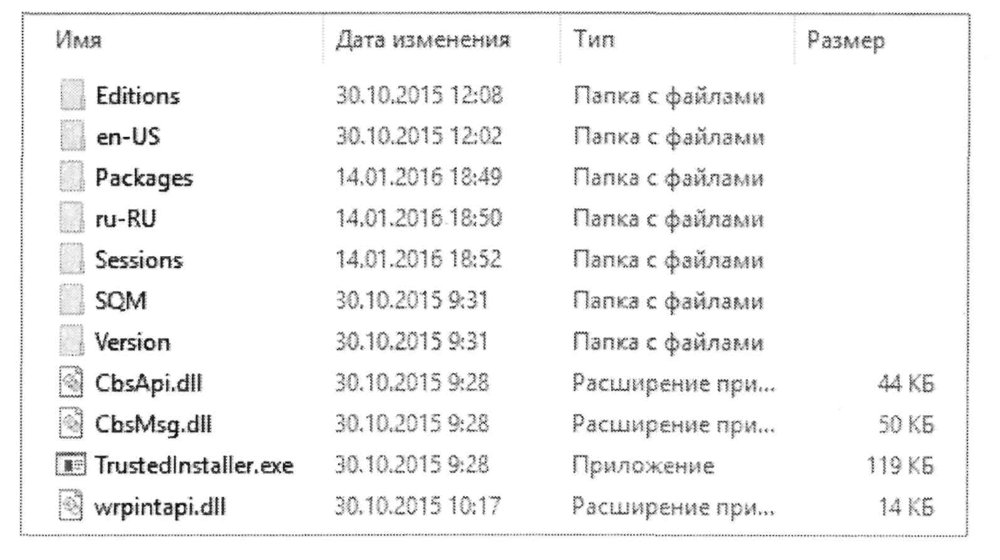 Имя Дата изменения Тип Размер
Editions 30.10.2015 12:08 Папка с файлами
en-US 30.10.2015 12:02 Папка с файлами
Packages 14.01.2016 18:49 Папка с файлами
ru-RU 14.01.2016 18:50 Папка с файлами
Sessions 14.01.2016 18:52 Папка с файлами
SQM 30.10.2015 9:31 Папка с файлами
Version 30.10.2015 9:31 Папка с файлами
CbsApi.dll 30.10.2015 9:28 Расширение при... 44 КБ
CbsMsg.dll 30.10.2015 9:28 Расширение при... 50 КБ
TrustedInstaller.exe 30.10.2015 9:28 Приложение 119 КБ
wrpintapi.dll 30.10.2015 10:17 Расширение при... 14 КБ